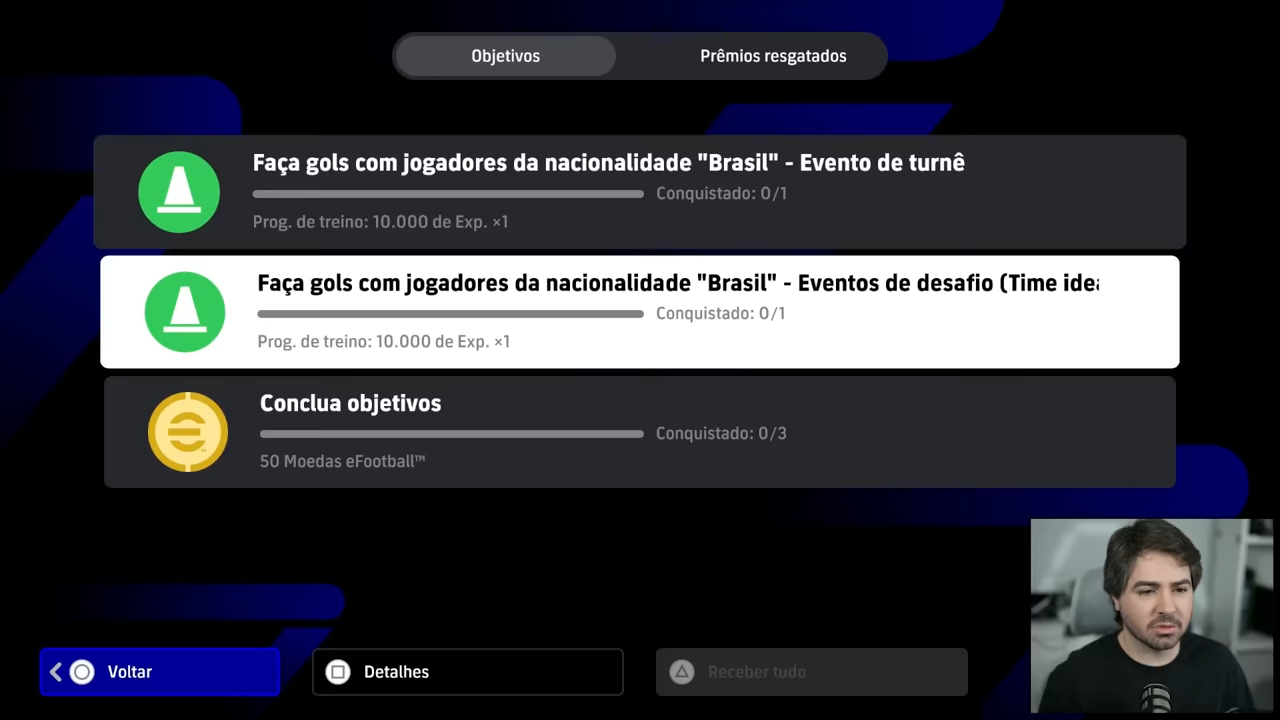 Objetivos
Prêmios resgatados
Faça gols com jogadores da nacionalidade "Brasil" - Evento de turnê
Conquistado: 0/1
Prog. de treino: 10.000 de Exp. ×1
Faça gols com jogadores da nacionalidade "Brasil" - Eventos de desafio (Time idea
Conquistado: 0/1
Prog. de treino: 10.000 de Exp. ×1
Conclua objetivos
Conquistado: 0/3
50 Moedas eFootball™
Voltar
Detalhes
Receber tudo